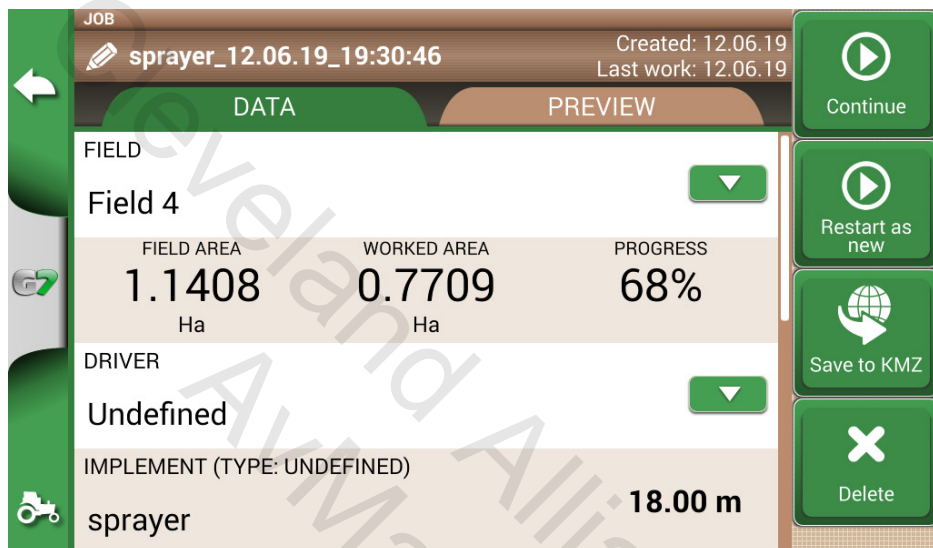 JOB
sprayer_12.06.19_19:30:46
Created: 12.06.19
Last work: 12.06.19
DATA
PREVIEW
FIELD
Field 4
FIELD AREA
WORKED AREA
PROGRESS
1.1408
0.7709
68%
Ha
Ha
DRIVER
Undefined
IMPLEMENT (TYPE: UNDEFINED)
sprayer
18.00 m
Continue
Restart as
new
Save to KMZ
Delete
G7
Cleveland